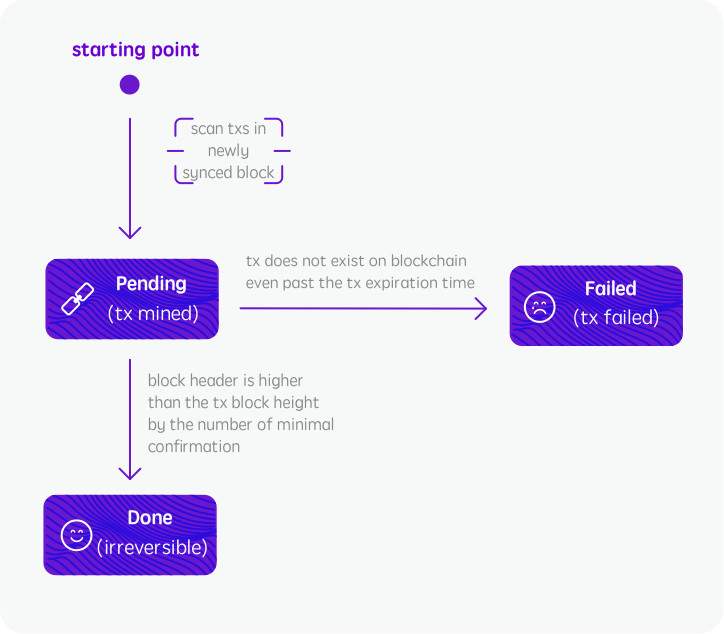 starting point
scan txs in
newly
synced block
Pending
(tx mined)
tx does not exist on blockchain
even past the tx expiration time
Failed
(tx failed)
block header is higher
than the tx block height
by the number of minimal
confirmation
Done
(irreversible)